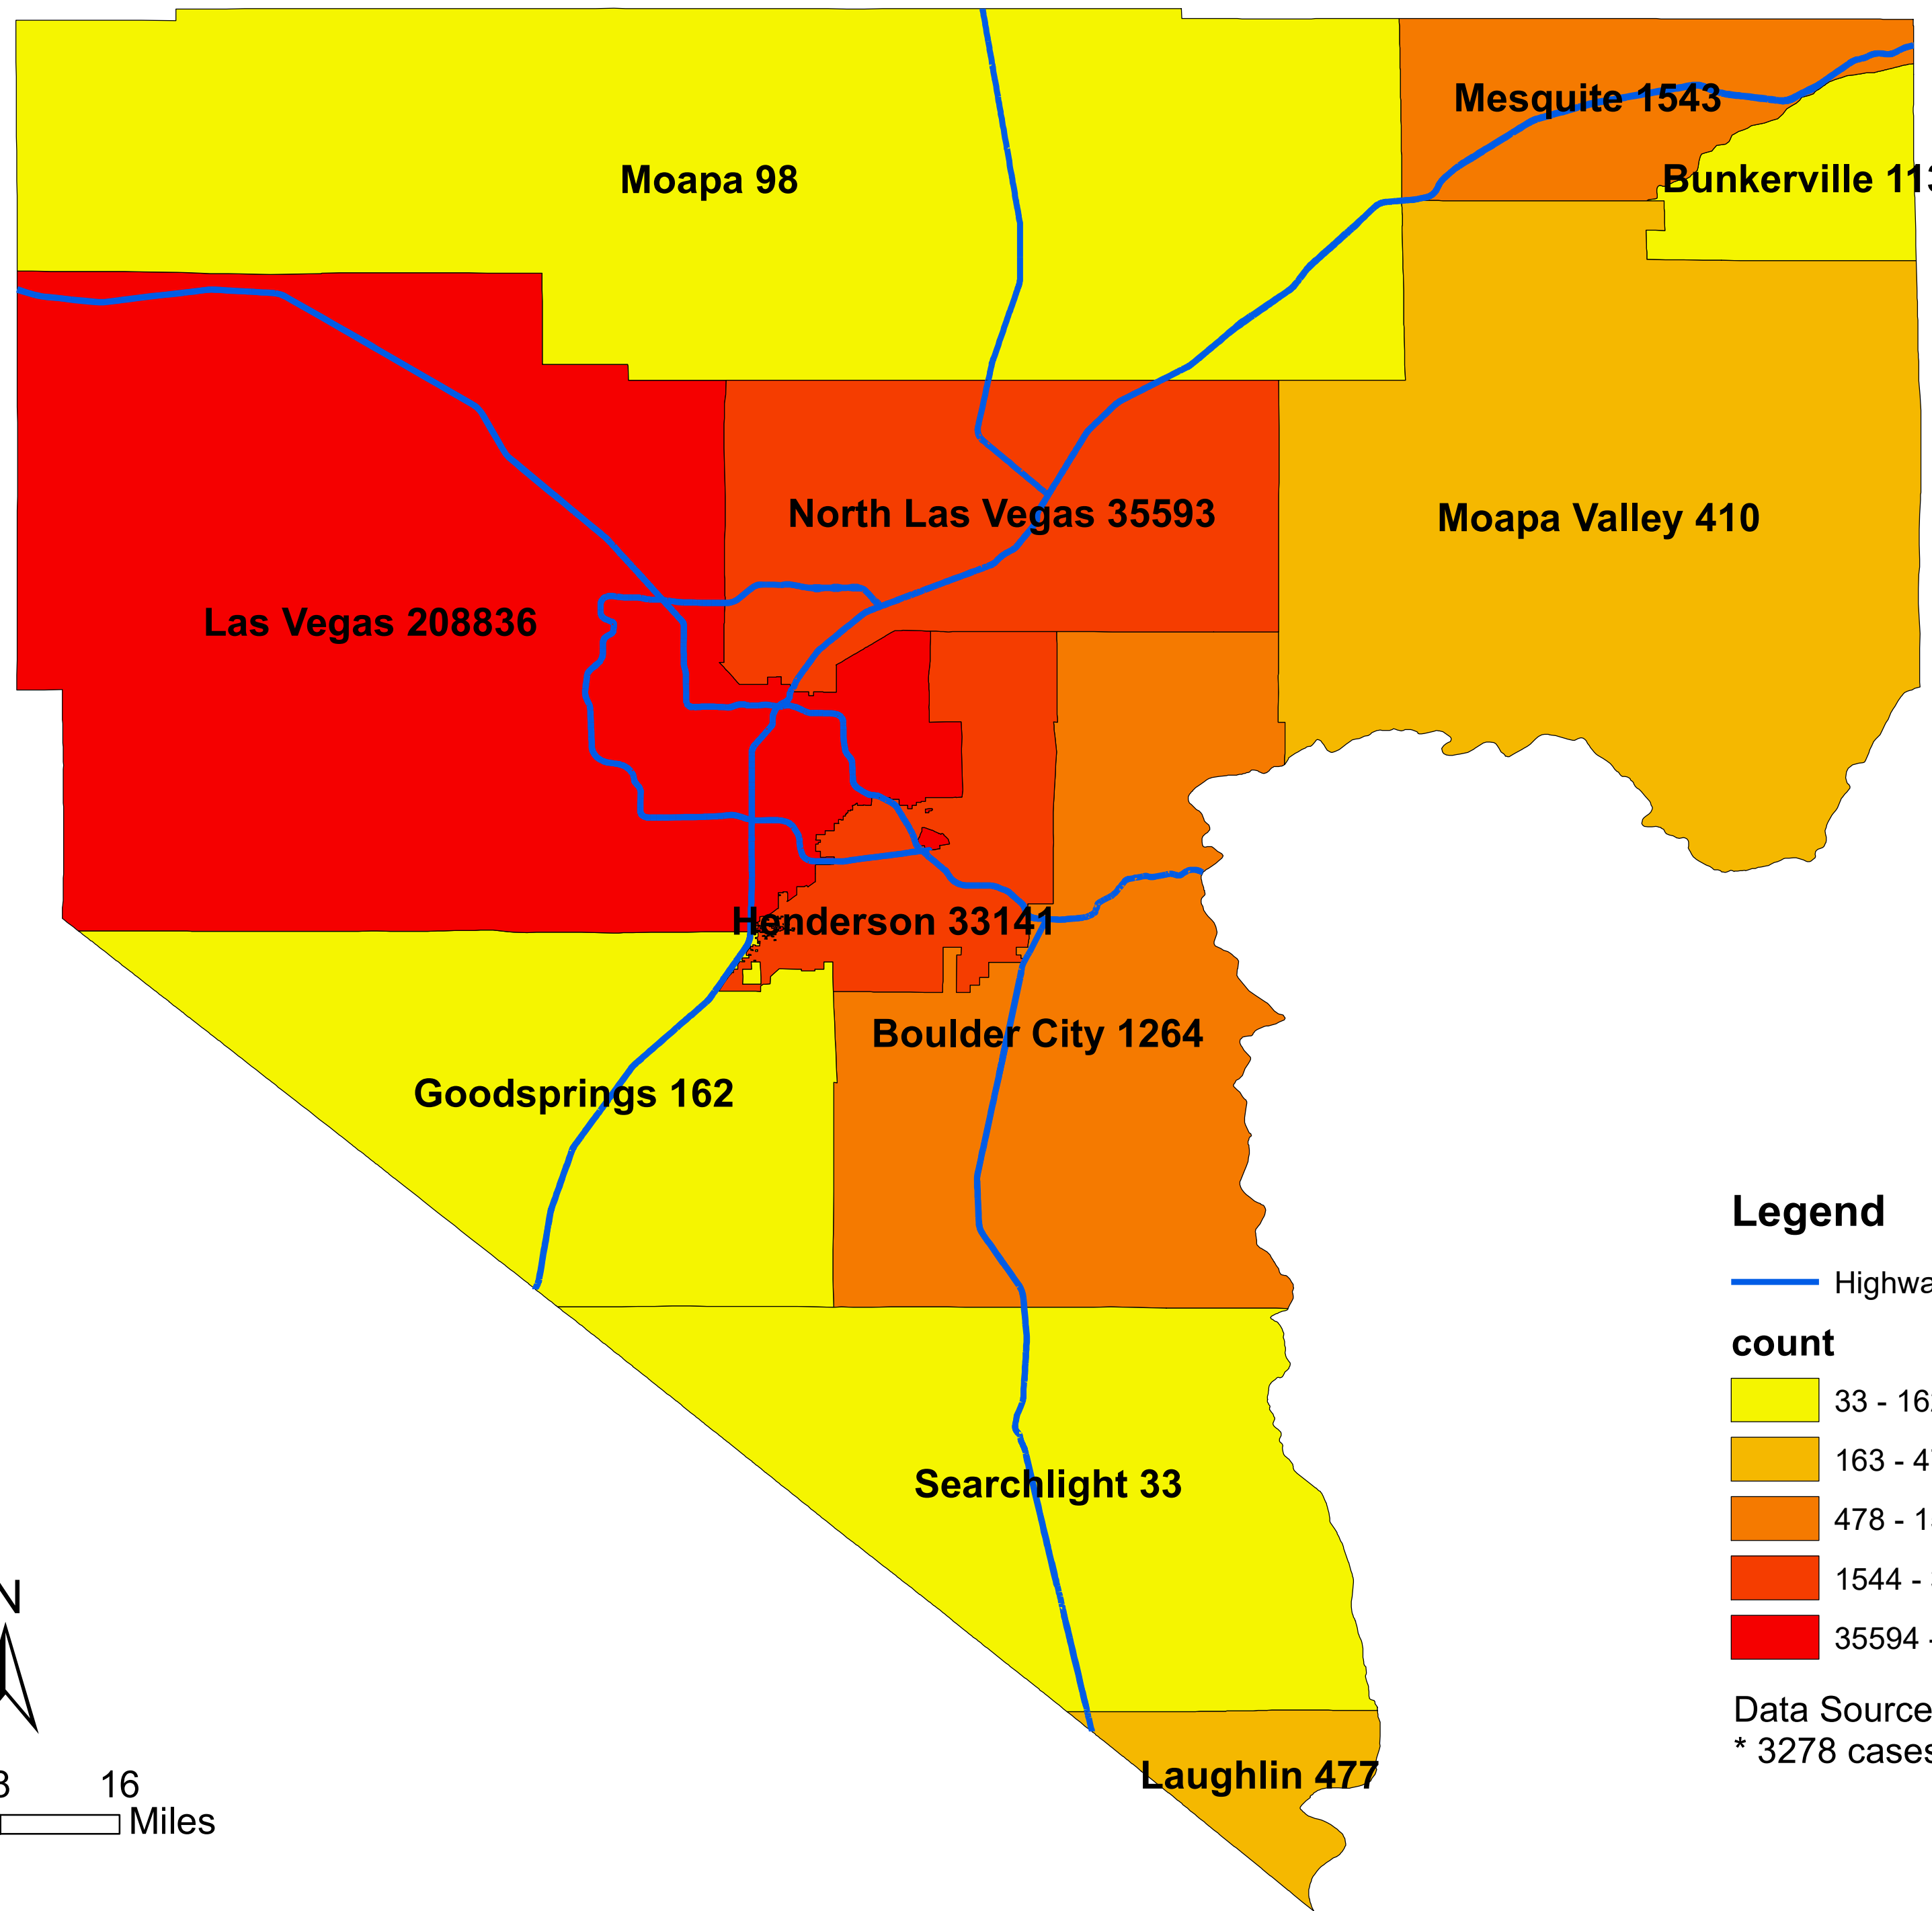 Mesquite 1543
Moapa 98
Bunkerville 113
North Las Vegas 35593
Moapa Valley 410
Las Vegas 208836
Henderson 33141
Boulder City 1264
Goodsprings 162
Searchlight 33
Laughlin 477
Legend
count
33 -
163 -
478 -
1544 -
35594 -
Data Source
* 3278 cases
N
16
Miles